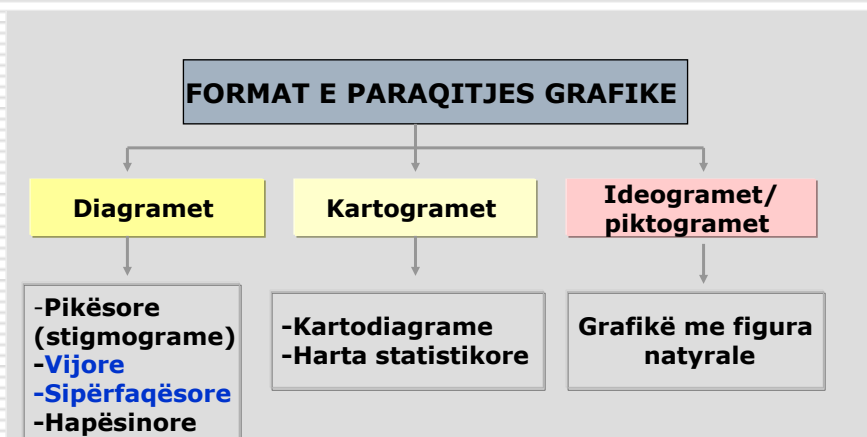 FORMAT E PARAQITJES GRAFIKE
Diagramet
Kartogramet
Ideogramet/
piktogramet
-Pikësore
(stigmograme)
-Vijore
-Sipërfaqësore
-Hapësinore
-Kartodiagrame
-Harta statistikore
Grafikë me figura
natyrale